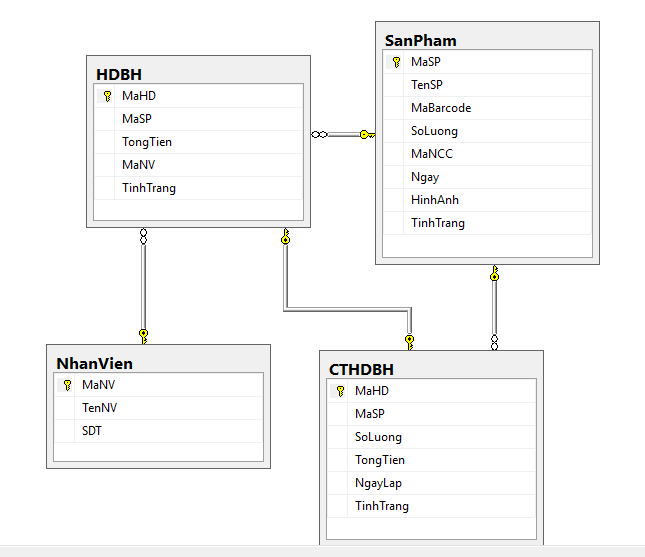 HDBH
MaHD
MaSP
TongTien
MaNV
TinhTrang
SanPham
MaSP
TenSP
MaBarcode
SoLuong
MaNCC
Ngay
HinhAnh
TinhTrang
NhanVien
MaNV
TenNV
SDT
CTHDBH
MaHD
MaSP
SoLuong
TongTien
NgayLap
TinhTrang